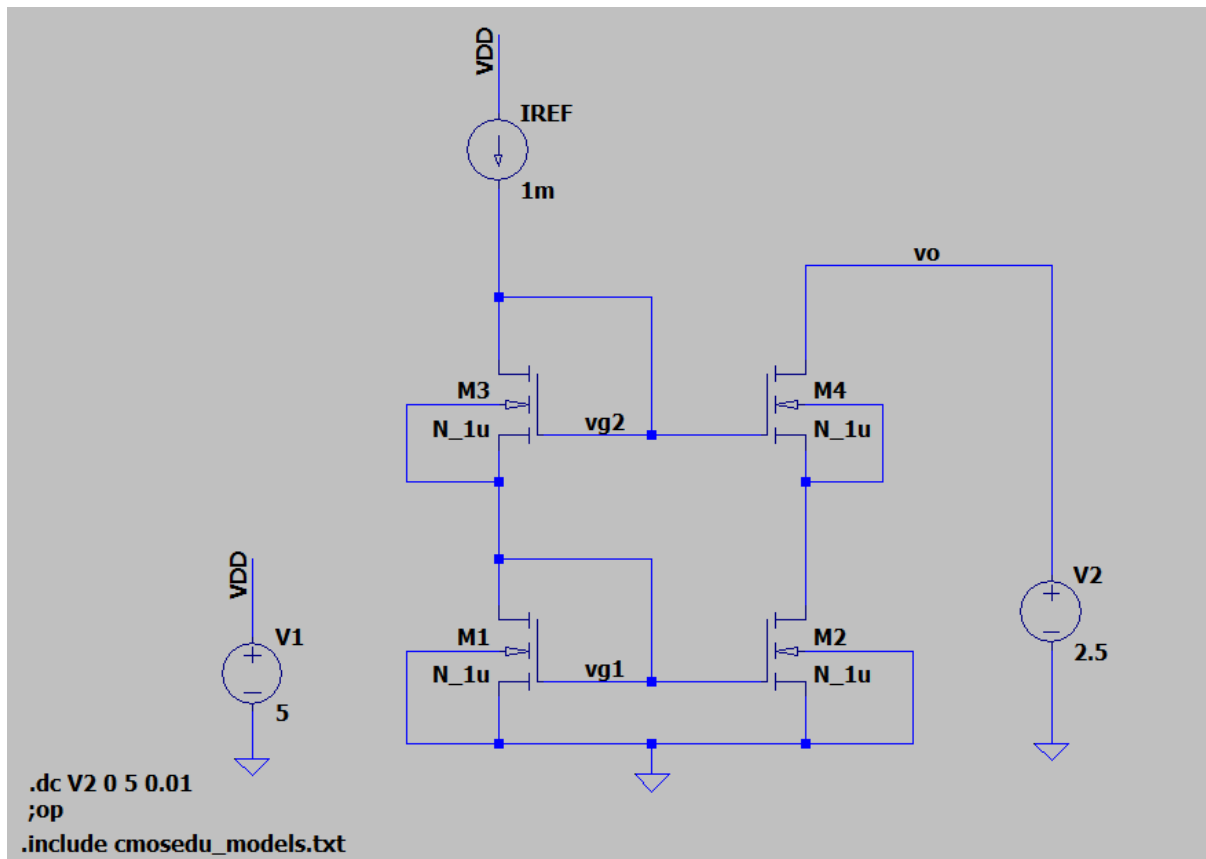 VDD
IREF
1m
vo
M3
M4
N_1u
vg2
N_1u
VDD
V1
5
M1
M2
N_1u
vg1
N_1u
V2
2.5
.dc V2 0 5 0.01
;op
.include cmosedu_models.txt